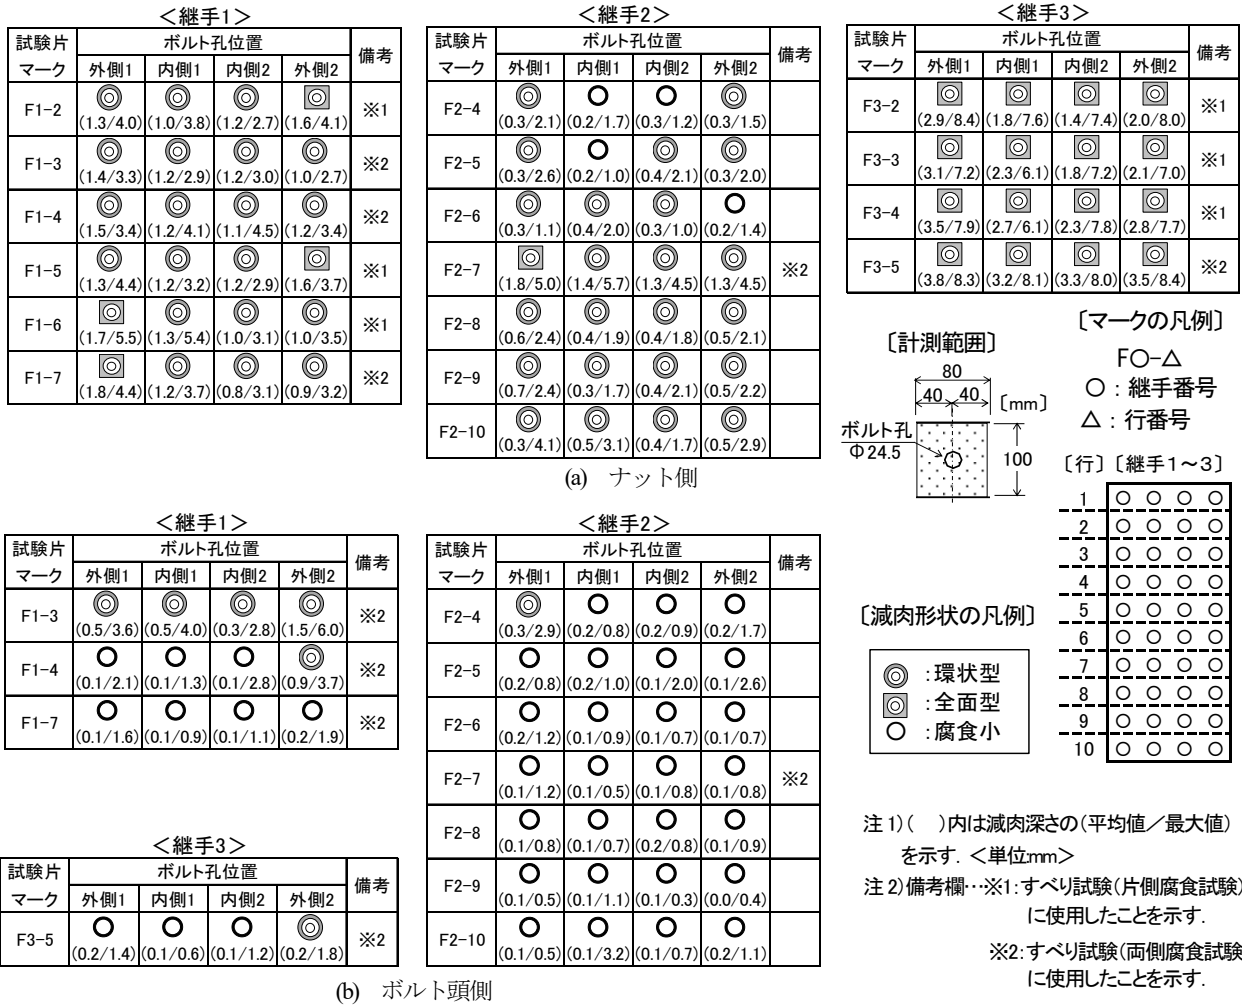 ＜継手1＞
試験片マーク ボルト孔位置 備考
外側1 内側1 内側2 外側2
F1-2 ※1
(1.3/4.0) (1.0/3.8) (1.2/2.7) (1.6/4.1)
F1-3 ※2
(1.4/3.3) (1.2/2.9) (1.2/3.0) (1.0/2.7)
F1-4 ※2
(1.5/3.4) (1.2/4.1) (1.1/4.5) (1.2/3.4)
F1-5 ※1
(1.3/4.4) (1.2/3.2) (1.2/2.9) (1.6/3.7)
F1-6 ※1
(1.7/5.5) (1.3/5.4) (1.0/3.1) (1.0/3.5)
F1-7 ※2
(1.8/4.4) (1.2/3.7) (0.8/3.1) (0.9/3.2)
＜継手2＞
試験片マーク ボルト孔位置 備考
外側1 内側1 内側2 外側2
F2-4
(0.3/2.1) (0.2/1.7) (0.3/1.2) (0.3/1.5)
F2-5
(0.3/2.6) (0.2/1.0) (0.4/2.1) (0.3/2.0)
F2-6
(0.3/1.1) (0.4/2.0) (0.3/1.0) (0.2/1.4)
F2-7 ※2
(1.8/5.0) (1.4/5.7) (1.3/4.5) (1.3/4.5)
F2-8
(0.6/2.4) (0.4/1.9) (0.4/1.8) (0.5/2.1)
F2-9
(0.7/2.4) (0.3/1.7) (0.4/2.1) (0.5/2.2)
F2-10
(0.3/4.1) (0.5/3.1) (0.4/1.7) (0.5/2.9)
＜継手3＞
試験片マーク ボルト孔位置 備考
外側1 内側1 内側2 外側2
F3-2 ※1
(2.9/8.4) (1.8/7.6) (1.4/7.4) (2.0/8.0)
F3-3 ※1
(3.1/7.2) (2.3/6.1) (1.8/7.2) (2.1/7.0)
F3-4 ※1
(3.5/7.9) (2.7/6.1) (2.3/7.8) (2.8/7.7)
F3-5 ※2
(3.8/8.3) (3.2/8.1) (3.3/8.0) (3.5/8.4)
(a) ナット側
〔計測範囲〕
80
40 40 〔mm〕
ボルト孔
Φ24.5
100
〔マークの凡例〕
F○-△
○：継手番号
△：行番号
〔行〕〔継手1～3〕
1
2
3
4
5
6
7
8
9
10
＜継手1＞
試験片マーク ボルト孔位置 備考
外側1 内側1 内側2 外側2
F1-3 ※2
(0.5/3.6) (0.5/4.0) (0.3/2.8) (1.5/6.0)
F1-4 ※2
(0.1/2.1) (0.1/1.3) (0.1/2.8) (0.9/3.7)
F1-7 ※2
(0.1/1.6) (0.1/0.9) (0.1/1.1) (0.2/1.9)
＜継手3＞
試験片マーク ボルト孔位置 備考
外側1 内側1 内側2 外側2
F3-5 ※2
(0.2/1.4) (0.1/0.6) (0.1/1.2) (0.2/1.8)
＜継手2＞
試験片マーク ボルト孔位置 備考
外側1 内側1 内側2 外側2
F2-4
(0.3/2.9) (0.2/0.8) (0.2/0.9) (0.2/1.7)
F2-5
(0.2/0.8) (0.2/1.0) (0.1/2.0) (0.1/2.6)
F2-6
(0.2/1.2) (0.1/0.9) (0.1/0.7) (0.1/0.7)
F2-7 ※2
(0.1/1.2) (0.1/0.5) (0.1/0.8) (0.1/0.8)
F2-8
(0.1/0.8) (0.1/0.7) (0.2/0.8) (0.1/0.9)
F2-9
(0.1/0.5) (0.1/1.1) (0.1/0.3) (0.0/0.4)
F2-10
(0.1/0.5) (0.1/3.2) (0.1/0.7) (0.2/1.1)
(b) ボルト頭側
〔減肉形状の凡例〕
:環状型
:全面型
:腐食小
注1)( )内は減肉深さの(平均値／最大値)
を示す．＜単位:mm＞
注2)備考欄…※1:すべり試験(片側腐食試験)
に使用したことを示す．
※2:すべり試験(両側腐食試験
に使用したことを示す．